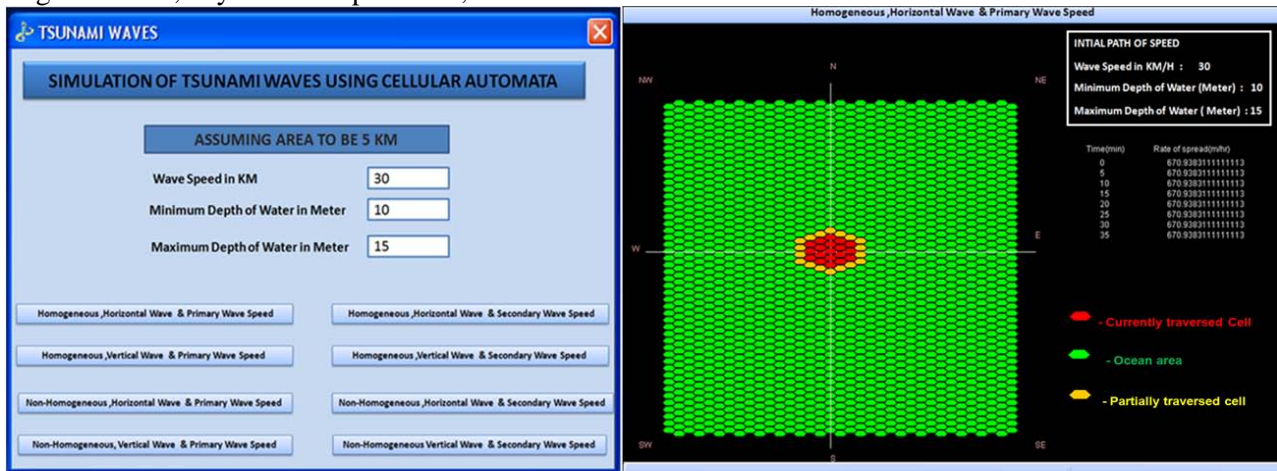 TSUNAMI WAVES
SIMULATION OF TSUNAMI WAVES USING CELLULAR AUTOMATA
ASSUMING AREA TO BE 5 KM
Wave Speed in KM 30
Minimum Depth of Water in Meter 10
Maximum Depth of Water in Meter 15
Homogeneous ,Horizontal Wave & Primary Wave Speed
Homogeneous ,Horizontal Wave & Secondary Wave Speed
Homogeneous ,Vertical Wave & Primary Wave Speed
Homogeneous ,Vertical Wave & Secondary Wave Speed
Non-Homogeneous ,Horizontal Wave & Primary Wave Speed
Non-Homogeneous ,Horizontal Wave & Secondary Wave Speed
Non-Homogeneous, Vertical Wave & Primary Wave Speed
Non-Homogeneous Vertical Wave & Secondary Wave Speed
Homogeneous ,Horizontal Wave & Primary Wave Speed
NW
N
NE
W
E
SW
S
SE
INTIAL PATH OF SPEED
Wave Speed in KM/H : 30
Minimum Depth of Water (Meter) : 10
Maximum Depth of Water ( Meter) : 15
Time(min) Rate of spread(m/hr)
0 670.9383111111113
5 670.9383111111113
10 670.9383111111113
15 670.9383111111113
20 670.9383111111113
25 670.9383111111113
30 670.9383111111113
35 670.9383111111113
- Currently traversed Cell
- Ocean area
- Partially traversed cell